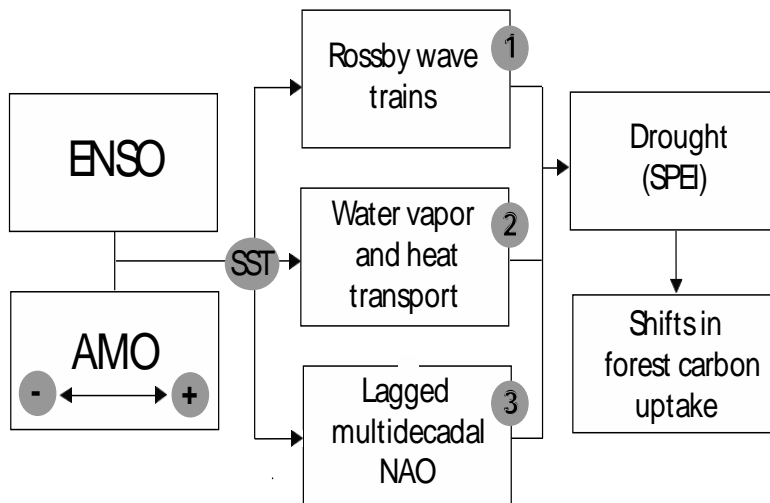 ENSO
AMO
-
+
SST
1
Rossby wave
trains
2
Water vapor
and heat
transport
3
Lagged
multidecadal
NAO
Drought
(SPEI)
Shifts in
forest carbon
uptake